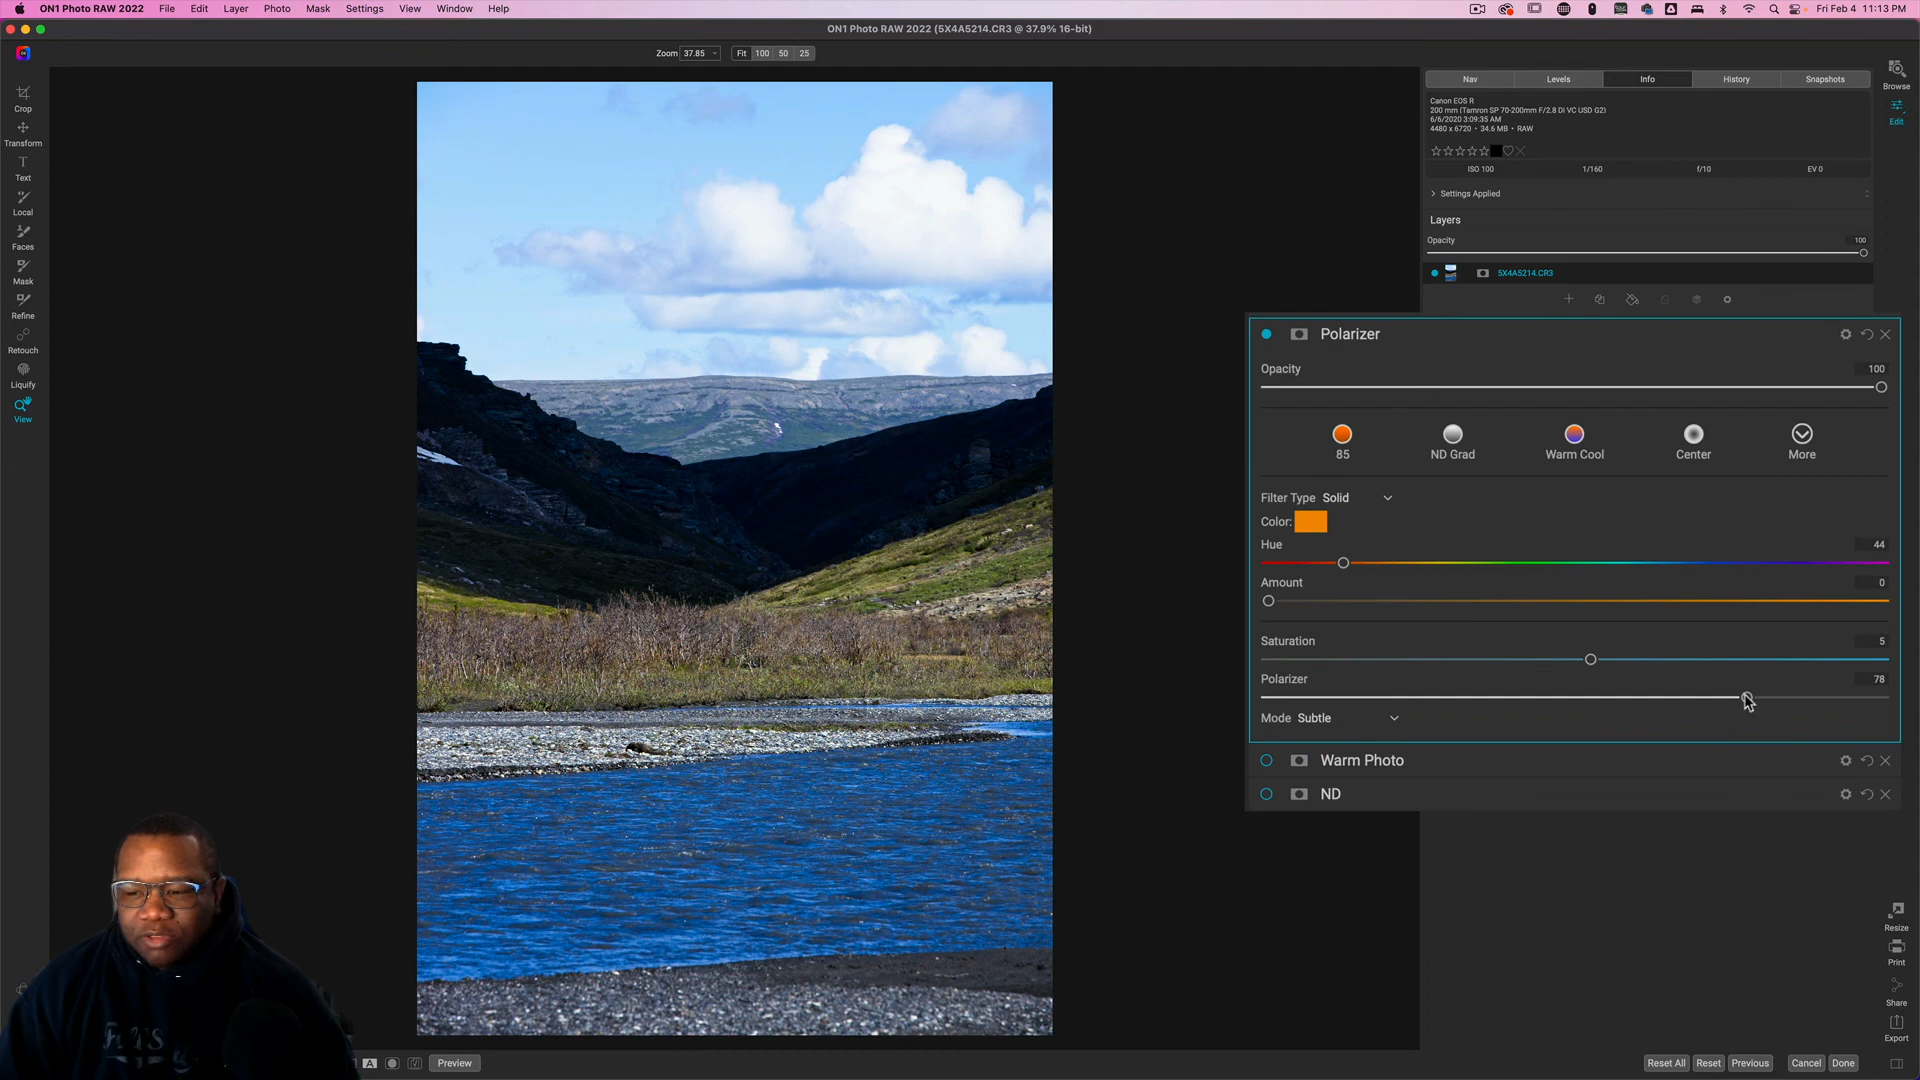 ON1 Photo RAW 2022 File Edit Layer Photo Mask Settings View Window Help Fri Feb 4 11:13 PM
ON1 Photo RAW 2022 (5X4A5214.CR3 @ 37.9% 16-bit)
Zoom 37.85 Fit 100 50 25
Crop
Transform
Text
Local
Faces
Mask
Refine
Retouch
Liquify
View
Nav Levels Info History Snapshots
Canon EOS R
200 mm (Tamron SP 70-200mm F/2.8 Di VC USD G2)
6/6/2020 3:09:35 AM
4480 x 6720 • 34.6 MB • RAW
ISO 100 1/160 f/10 EV 0
Settings Applied
Layers
Opacity 100
5X4A5214.CR3
Browse
Edit
Polarizer
Opacity 100
85 ND Grad Warm Cool Center More
Filter Type Solid
Color:
Hue 44
Amount 0
Saturation 5
Polarizer 78
Mode Subtle
Warm Photo
ND
Resize
Print
Share
Export
A Preview Reset All Reset Previous Cancel Done